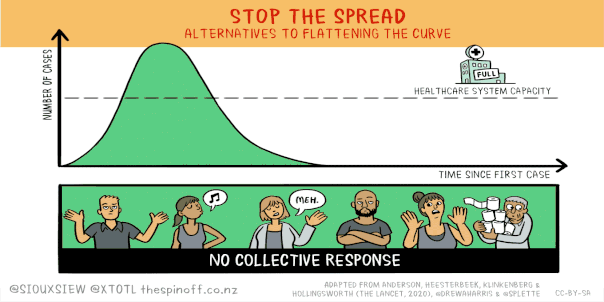 STOP THE SPREAD
ALTERNATIVES TO FLATTENING THE CURVE
NUMBER OF CASES
FULL
HEALTHCARE SYSTEM CAPACITY
TIME SINCE FIRST CASE
MEH.
NO COLLECTIVE RESPONSE
@SIOUXSIEW @XTOTL thespinoff.co.nz
ADAPTED FROM ANDERSON, HEESTERBEEK, KLINKENBERG &
HOLLINGSWORTH (THE LANCET, 2020), @DREWAHARRIS & @SPLETTE
CC-BY-SA